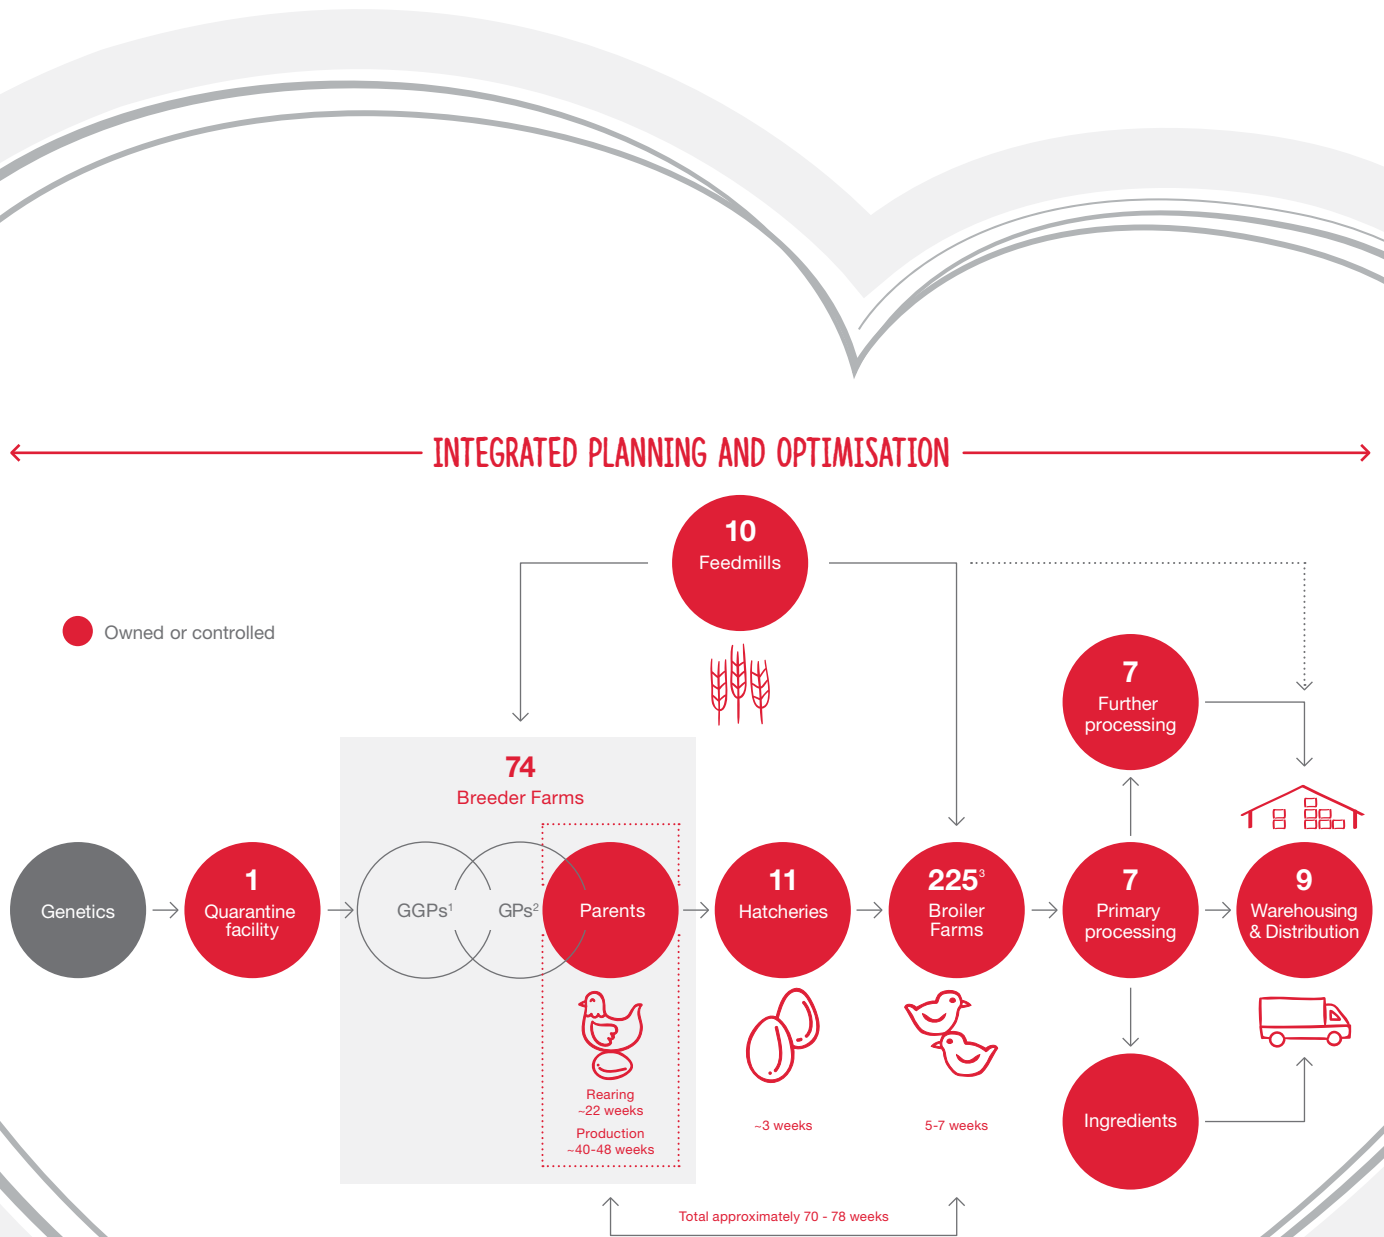 INTEGRATED PLANNING AND OPTIMISATION
10
Feedmills
Owned or controlled
7
Further
processing
74
Breeder Farms
Genetics
1
Quarantine
facility
GGPs¹
GPs²
Parents
11
Hatcheries
225³
Broiler
Farms
7
Primary
processing
9
Warehousing
& Distribution
Rearing
~22 weeks
Production
~40-48 weeks
~3 weeks
5-7 weeks
Ingredients
Total approximately 70 - 78 weeks